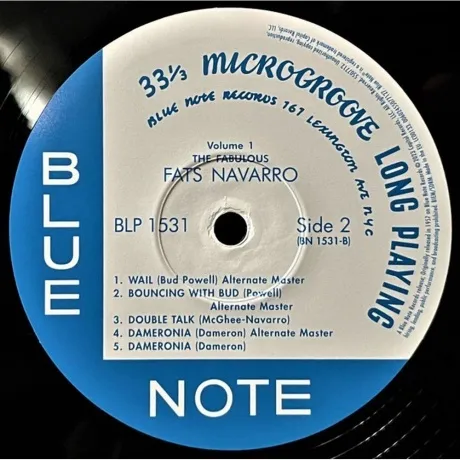 33 1/3 MICROGROOVE LONG PLAYING
BLUE NOTE RECORDS 767 LEXINGTON AVE NYC
Volume 1
THE FABULOUS
FATS NAVARRO
BLP 1531
Side 2
(BN 1531-B)
1. WAIL (Bud Powell) Alternate Master
2. BOUNCING WITH BUD (Powell)
Alternate Master
3. DOUBLE TALK (McGhee-Navarro)
4. DAMERONIA (Dameron) Alternate Master
5. DAMERONIA (Dameron)
BLUE
NOTE